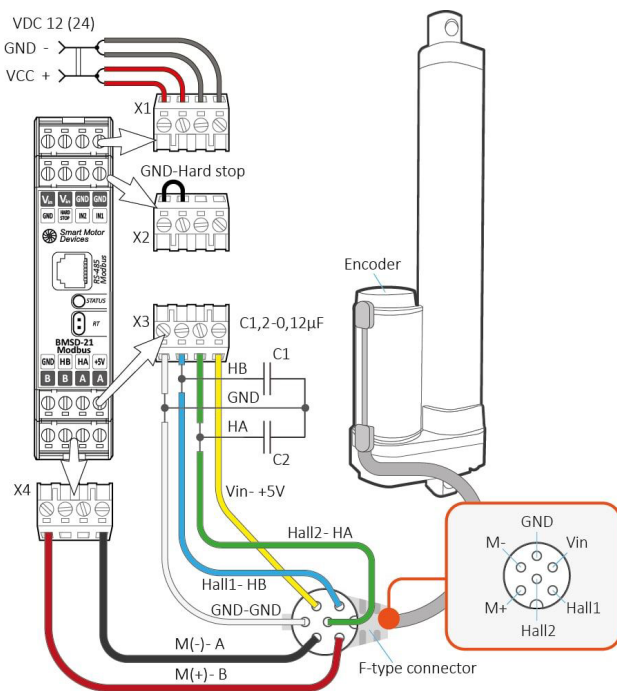 VDC 12 (24)
GND -
VCC +
X1
GND-Hard stop
X2
Vin Vin GND GND
GND HARD STOP IN2 IN1
Smart Motor
Devices
RS-485
Modbus
STATUS
RT
BMSD-21
Modbus
GND HB HA +5V
B B A A
X3
C1,2-0,12µF
HB
C1
GND
HA
C2
Encoder
X4
Vin- +5V
Hall2- HA
Hall1- HB
GND-GND
M(-)- A
M(+)- B
F-type connector
GND
M-
Vin
M+
Hall1
Hall2